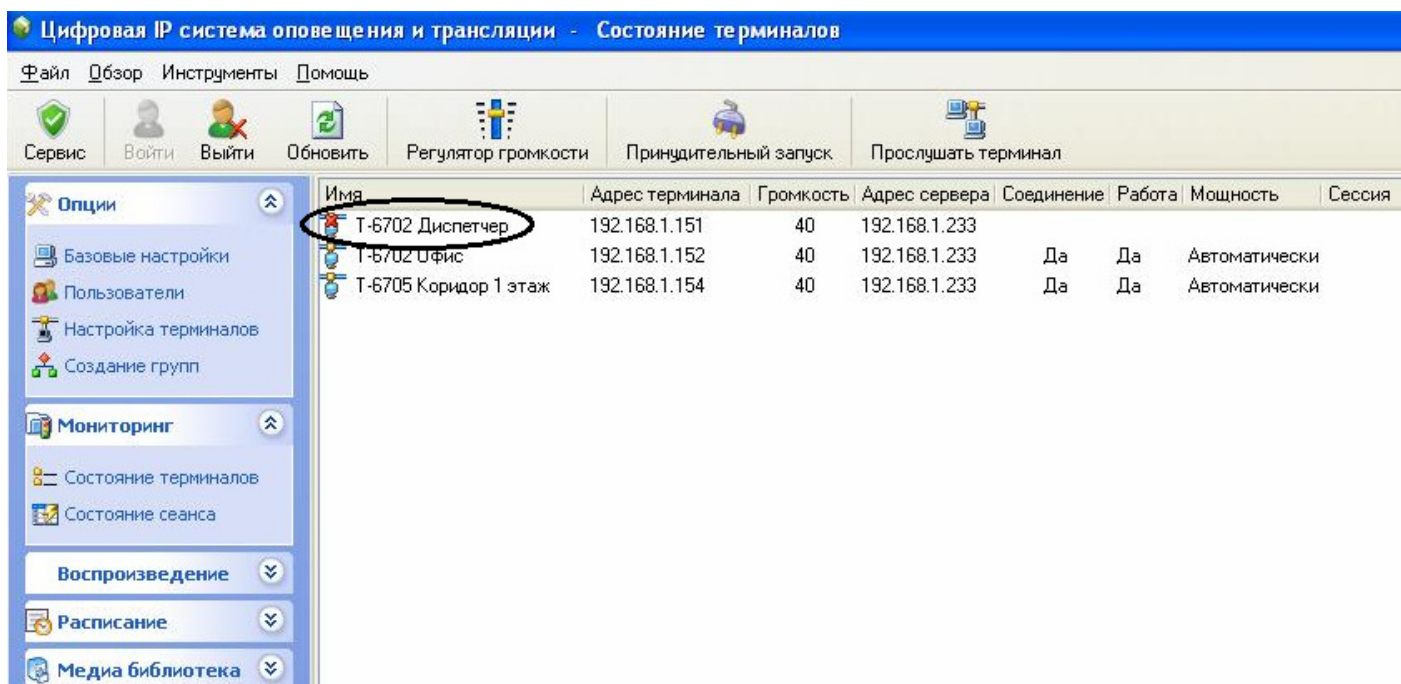 Цифровая IP система оповещения и трансляции - Состояние терминалов
Файл Обзор Инструменты Помощь
Сервис Войти Выйти Обновить Регулятор громкости Принудительный запуск Прослушать терминал
Опции
Базовые настройки
Пользователи
Настройка терминалов
Создание групп
Мониторинг
Состояние терминалов
Состояние сеанса
Воспроизведение
Расписание
Медиа библиотека
Имя Адрес терминала Громкость Адрес сервера Соединение Работа Мощность Сессия
Т-6702 Диспетчер 192.168.1.151 40 192.168.1.233
Т-6702 Офис 192.168.1.152 40 192.168.1.233 Да Да Автоматически
Т-6705 Коридор 1 этаж 192.168.1.154 40 192.168.1.233 Да Да Автоматически